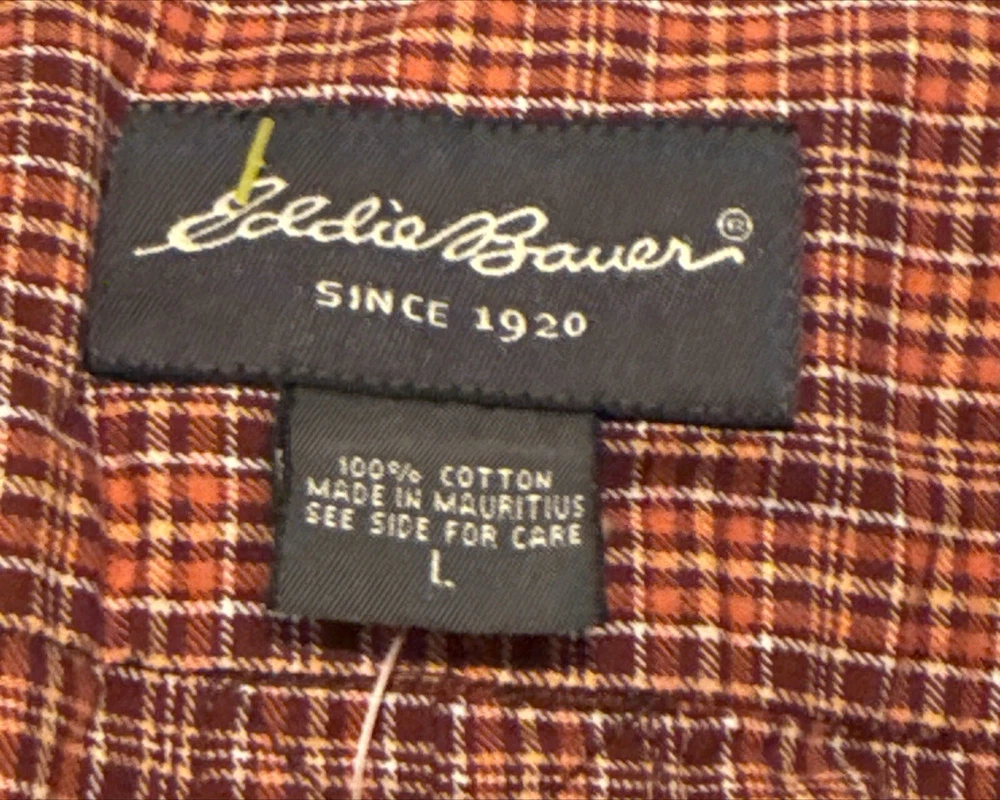 Eddie Bauer®
SINCE 1920
100% COTTON
MADE IN MAURITIUS
SEE SIDE FOR CARE
L